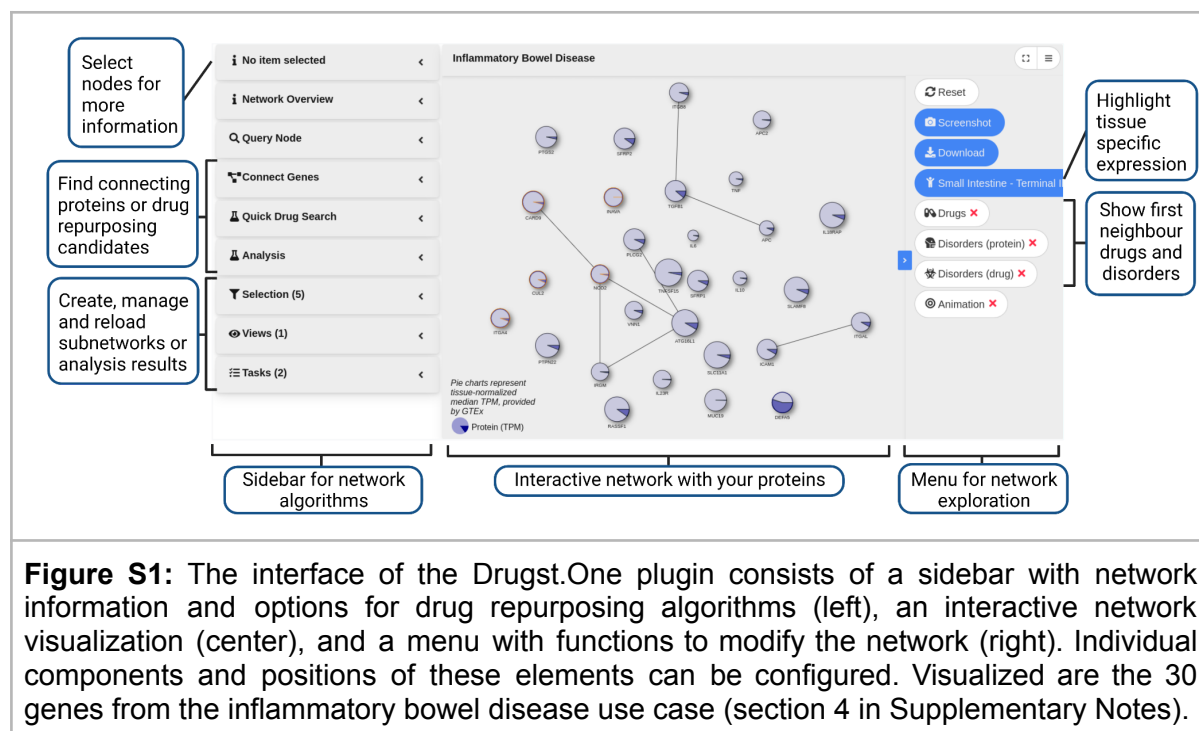 Select
nodes for
more
information
Find connecting
proteins or drug
repurposing
candidates
Create, manage
and reload
subnetworks or
analysis results
No item selected
Network Overview
Query Node
Connect Genes
Quick Drug Search
Analysis
Selection (5)
Views (1)
Tasks (2)
Inflammatory Bowel Disease
ITGB8
APC2
PTGS2
SFRP2
TNF
TGFB1
CARD9
INAVA
IL18RAP
APC
IL6
PLCG2
NOD2
TNFSF15
SFRP1
IL10
CUL2
SLAMF8
VNN1
ITGA4
ATG16L1
ITGAL
PTPN22
ICAM1
SLC11A1
IRGM
IL23R
MUC19
DEFA5
RASSF1
Pie charts represent
tissue-normalized
median TPM, provided
by GTEx
Protein (TPM)
Reset
Screenshot
Download
Small Intestine - Terminal Il
Drugs
Disorders (protein)
Disorders (drug)
Animation
Highlight
tissue
specific
expression
Show first
neighbour
drugs and
disorders
Sidebar for network
algorithms
Interactive network with your proteins
Menu for network
exploration
Figure S1: The interface of the Drugst.One plugin consists of a sidebar with network
information and options for drug repurposing algorithms (left), an interactive network
visualization (center), and a menu with functions to modify the network (right). Individual
components and positions of these elements can be configured. Visualized are the 30
genes from the inflammatory bowel disease use case (section 4 in Supplementary Notes).